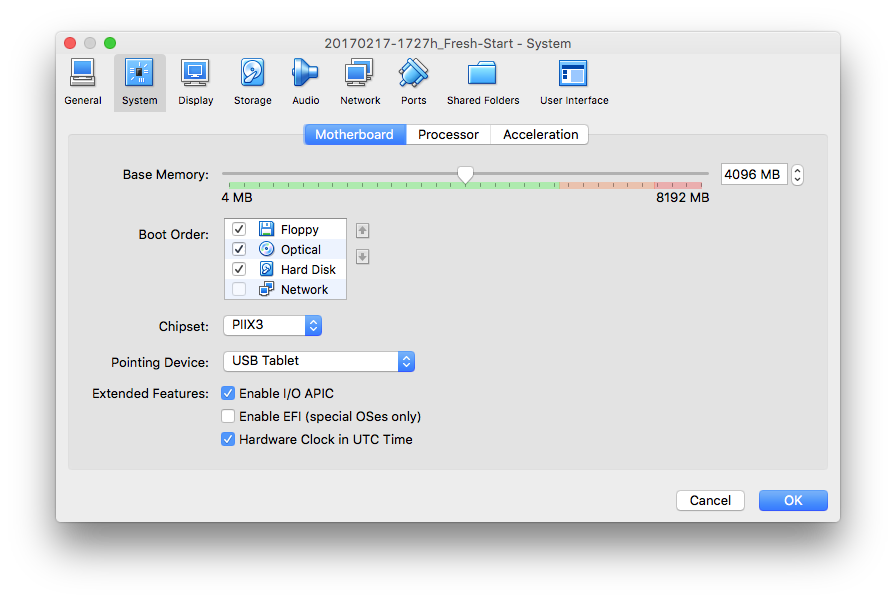 20170217-1727h_Fresh-Start - System
General System Display Storage Audio Network Ports Shared Folders User Interface
Motherboard Processor Acceleration
Base Memory: 4096 MB
4 MB 8192 MB
Boot Order: Floppy
Optical
Hard Disk
Network
Chipset: PIIX3
Pointing Device: USB Tablet
Extended Features: Enable I/O APIC
Enable EFI (special OSes only)
Hardware Clock in UTC Time
Cancel OK